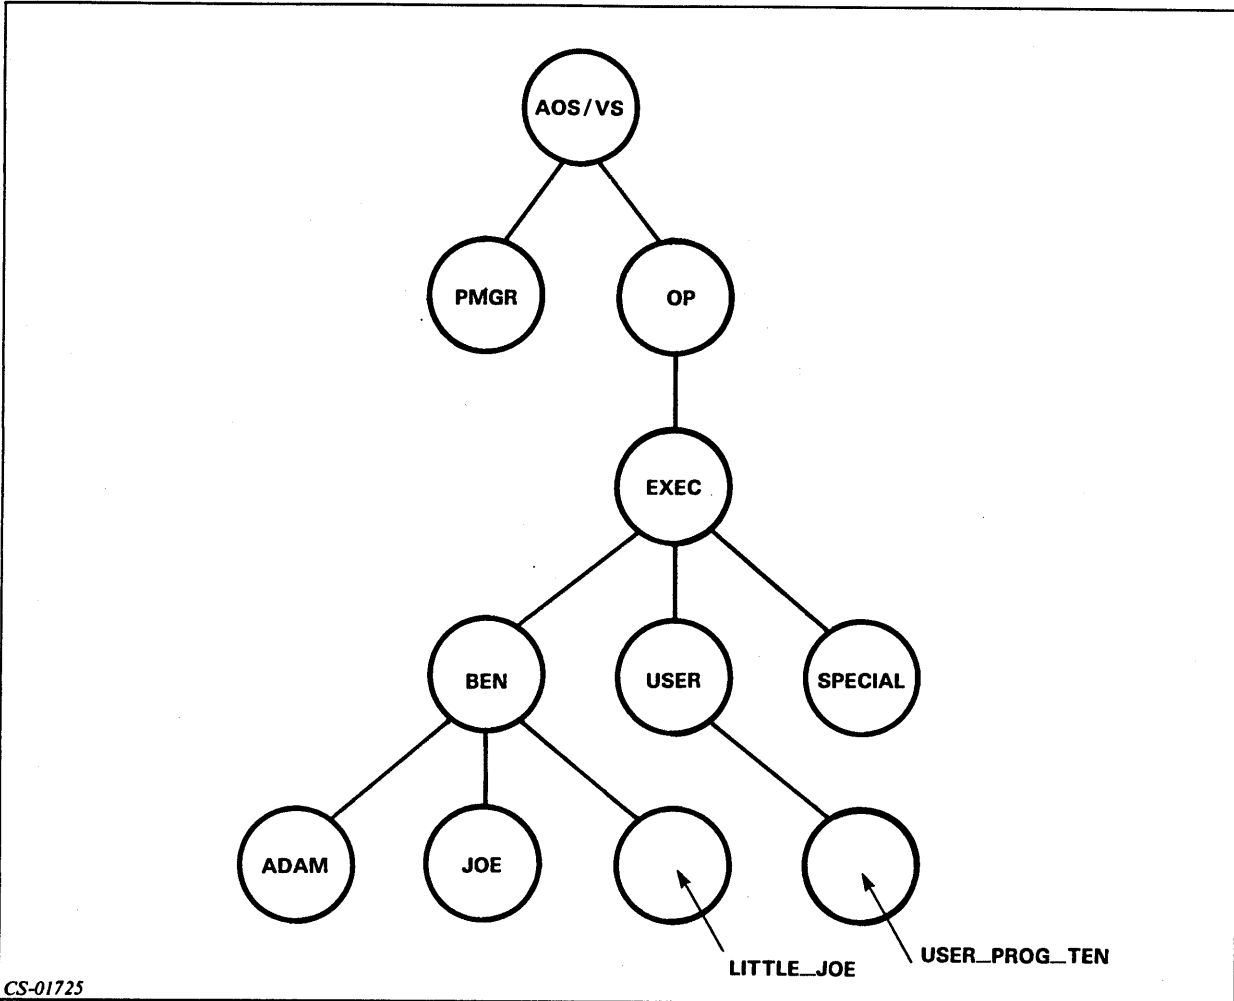 AOS/VS
PMGR
OP
EXEC
BEN
USER
SPECIAL
ADAM
JOE
LITTLE_JOE
USER_PROG_TEN
CS-01725